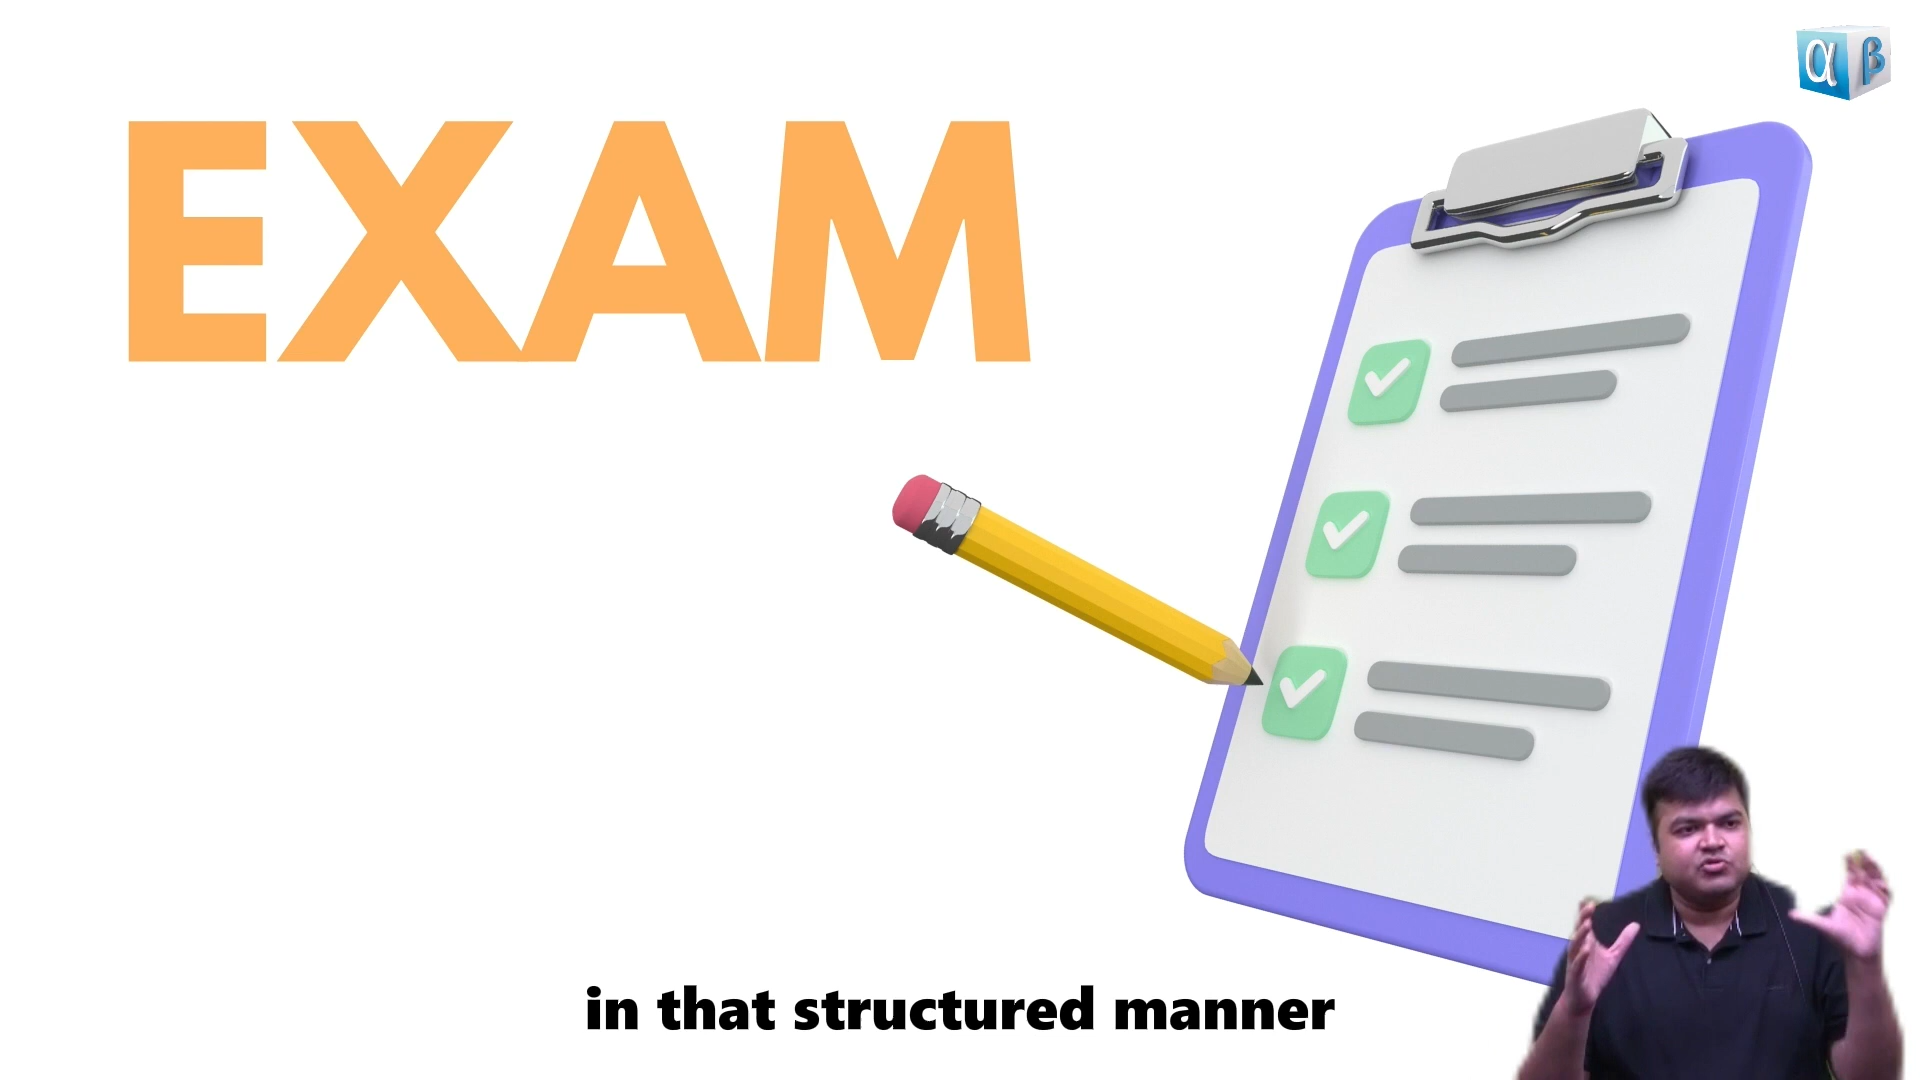 α β
EXAM
in that structured manner